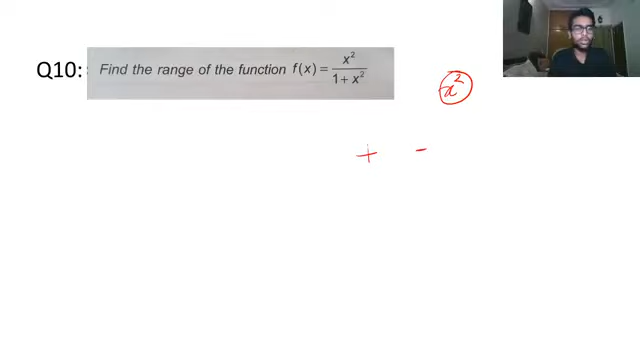 Q10: Find the range of the function f(x) = x² / 1 + x²
x²
+ -